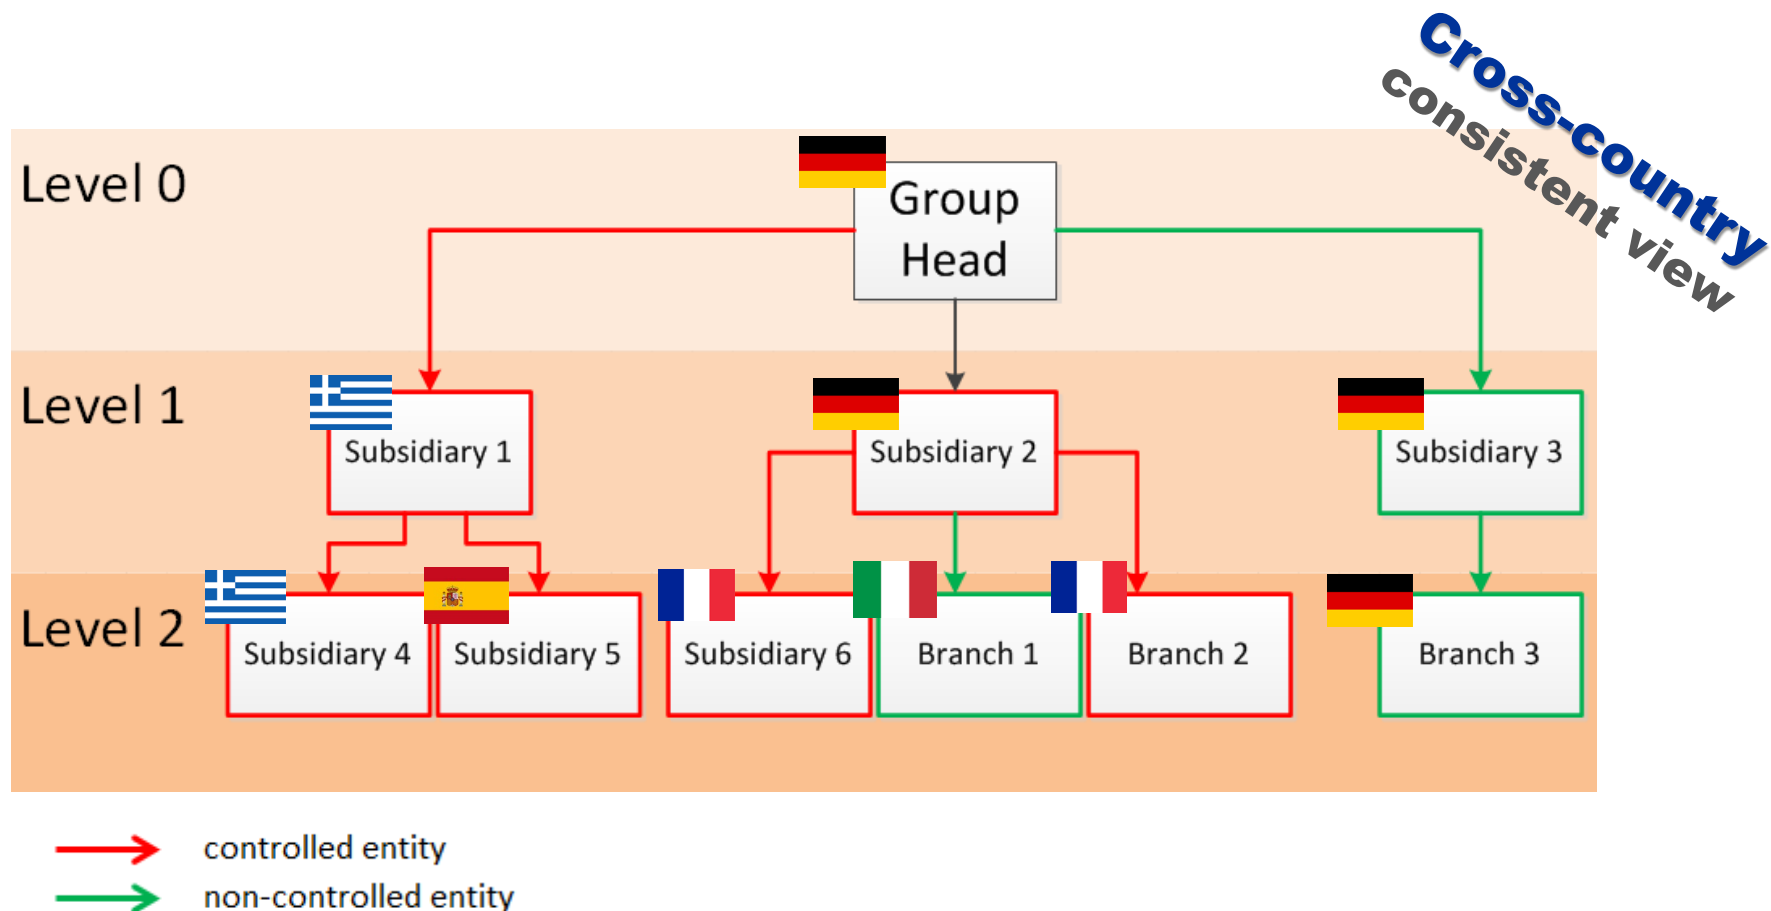 Cross-country
consistent view
Level 0
Group
Head
Level 1
Subsidiary 1
Subsidiary 2
Subsidiary 3
Level 2
Subsidiary 4
Subsidiary 5
Subsidiary 6
Branch 1
Branch 2
Branch 3
controlled entity
non-controlled entity